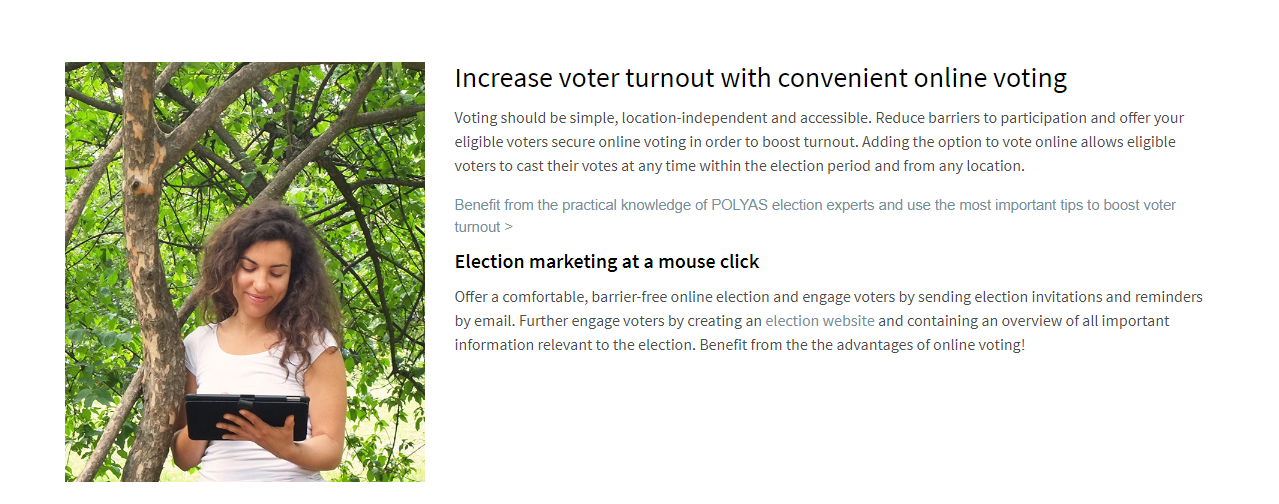 Increase voter turnout with convenient online voting
Voting should be simple, location-independent and accessible. Reduce barriers to participation and offer your
eligible voters secure online voting in order to boost turnout. Adding the option to vote online allows eligible
voters to cast their votes at any time within the election period and from any location.
Benefit from the practical knowledge of POLYAS election experts and use the most important tips to boost voter
turnout >
Election marketing at a mouse click
Offer a comfortable, barrier-free online election and engage voters by sending election invitations and reminders
by email. Further engage voters by creating an election website and containing an overview of all important
information relevant to the election. Benefit from the the advantages of online voting!